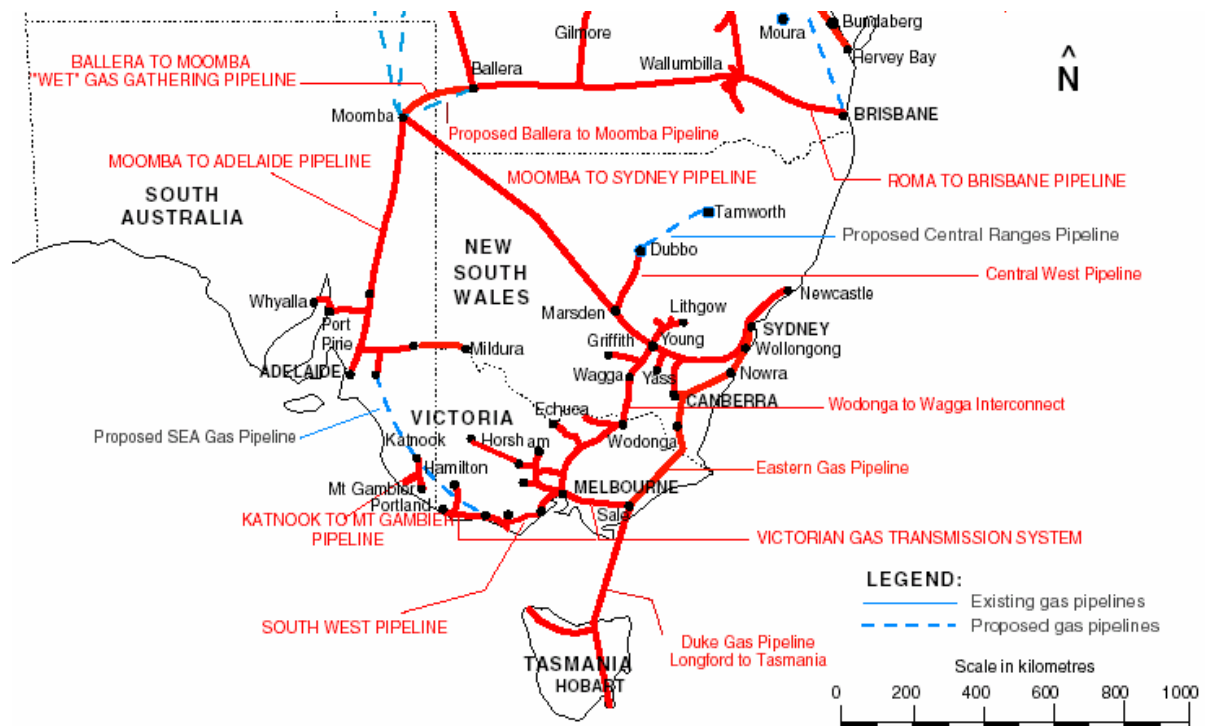 Bundaberg
Gilmore
Moura
Hervey Bay
^
N
BALLERA TO MOOMBA
"WET" GAS GATHERING PIPELINE
Ballera
Wallumbilla
Moomba
BRISBANE
Proposed Ballera to Moomba Pipeline
MOOMBA TO ADELAIDE PIPELINE
MOOMBA TO SYDNEY PIPELINE
ROMA TO BRISBANE PIPELINE
SOUTH
AUSTRALIA
Tamworth
Proposed Central Ranges Pipeline
NEW
SOUTH
WALES
Dubbo
Central West Pipeline
Whyalla
Newcastle
Lithgow
Marsden
SYDNEY
Port
Pirie
Griffith
Young
Mildura
Wollongong
ADELAIDE
Wagga
Yass
Nowra
CANBERRA
VICTORIA
Echuea
Wodonga to Wagga Interconnect
Proposed SEA Gas Pipeline
Katnook
Horsham
Wodonga
Hamilton
Eastern Gas Pipeline
Mt Gambier
MELBOURNE
Portland
Sale
KATNOOK TO MT GAMBIER
PIPELINE
VICTORIAN GAS TRANSMISSION SYSTEM
LEGEND:
Existing gas pipelines
Proposed gas pipelines
SOUTH WEST PIPELINE
Duke Gas Pipeline
Longford to Tasmania
TASMANIA
HOBART
Scale in kilometres
0 200 400 600 800 1000